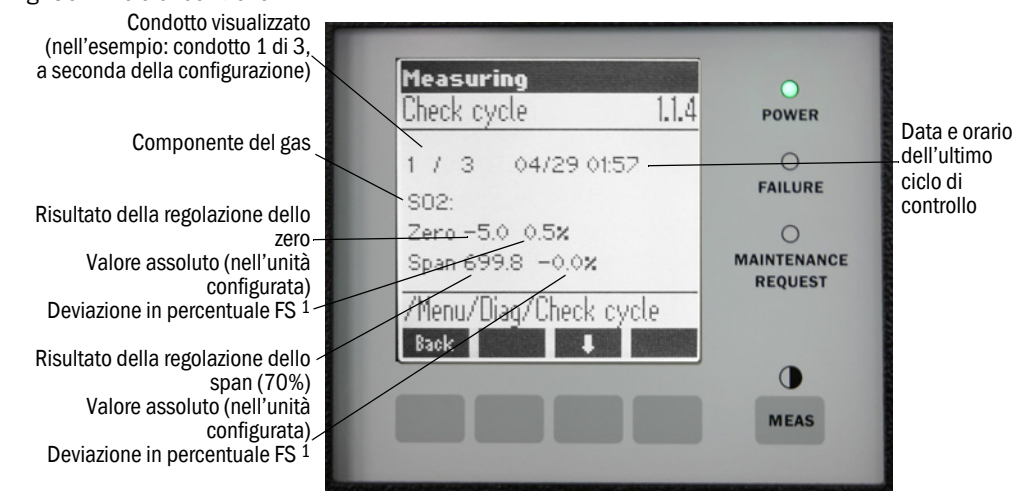 Condotto visualizzato
(nell'esempio: condotto 1 di 3,
a seconda della configurazione)
Componente del gas
Risultato della regolazione dello
zero
Valore assoluto (nell'unità
configurata)
Deviazione in percentuale FS 1
Risultato della regolazione dello
span (70%)
Valore assoluto (nell'unità
configurata)
Deviazione in percentuale FS 1
Measuring
Check cycle 1.1.4
1 / 3 04/29 01:57
SO2:
Zero -5.0 0.5%
Span 699.8 -0.0%
/Menu/Diag/Check cycle
Back
POWER
FAILURE
MAINTENANCE
REQUEST
MEAS
Data e orario
dell'ultimo
ciclo di
controllo